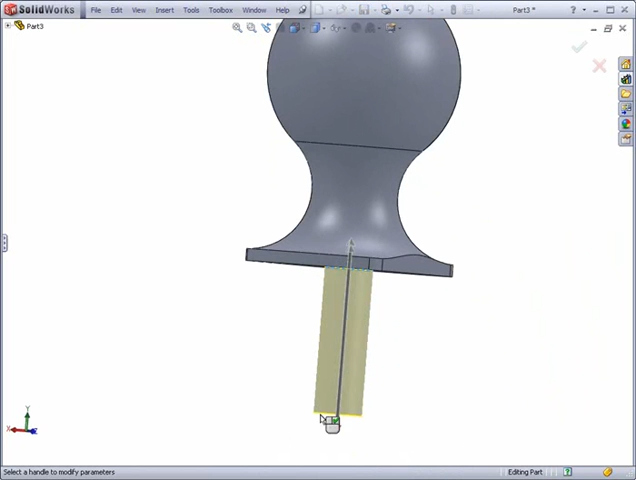 SolidWorks File Edit View Insert Tools Toolbox Window Help Part3 *
Part3
Y
X Z
Select a handle to modify parameters Editing Part